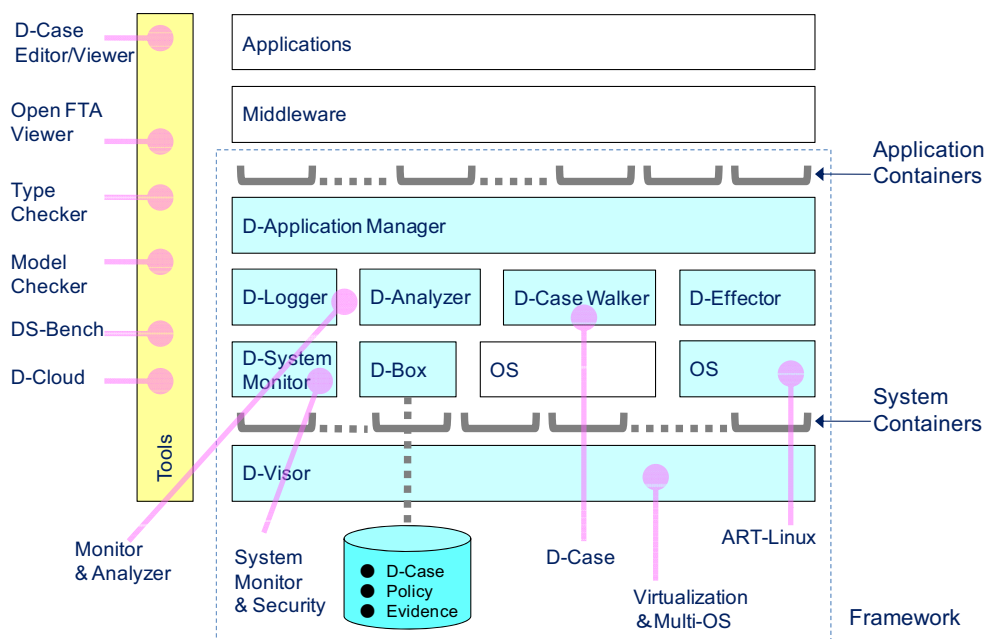 D-Case
Editor/Viewer
Open FTA
Viewer
Type
Checker
Model
Checker
DS-Bench
D-Cloud
Tools
Applications
Middleware
Application
Containers
D-Application Manager
D-Logger
D-Analyzer
D-Case Walker
D-Effector
D-System
Monitor
D-Box
OS
OS
System
Containers
D-Visor
Monitor
& Analyzer
System
Monitor
& Security
D-Case
Policy
Evidence
D-Case
Virtualization
& Multi-OS
ART-Linux
Framework